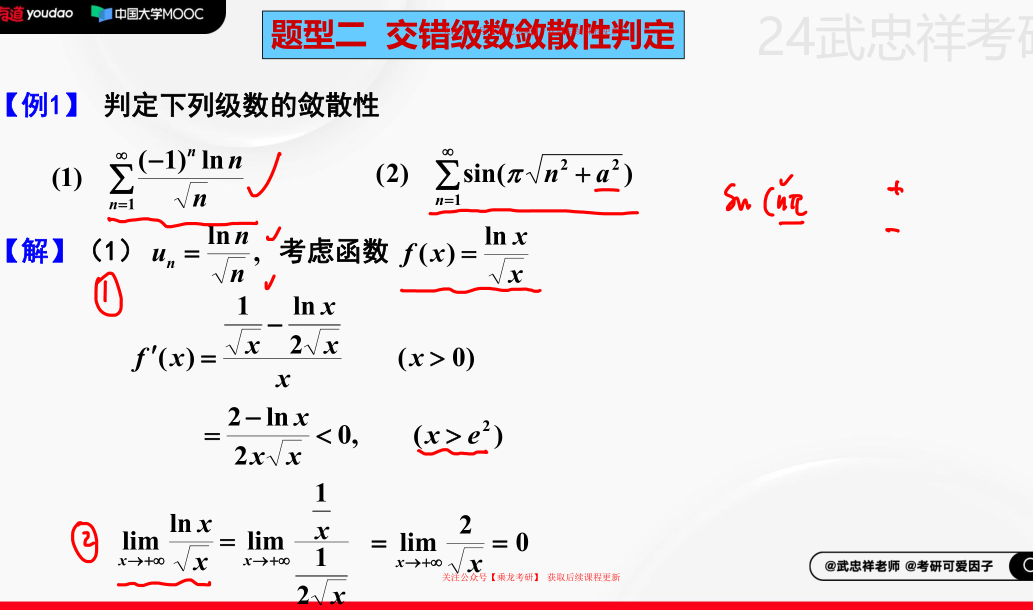 有道 youdao 中国大学MOOC
题型二 交错级数敛散性判定
24武忠祥考研
【例1】 判定下列级数的敛散性
(1) \sum_{n=1}^{\infty} \frac{(-1)^n \ln n}{\sqrt{n}} (2) \sum_{n=1}^{\infty} \sin(\pi\sqrt{n^2+a^2})
Sin (nπ + -
【解】（1） u_n = \frac{\ln n}{\sqrt{n}}, 考虑函数 f(x) = \frac{\ln x}{\sqrt{x}}
①
f'(x) = \frac{\frac{1}{\sqrt{x}} - \frac{\ln x}{2\sqrt{x}}}{x} (x > 0)
= \frac{2 - \ln x}{2x\sqrt{x}} < 0, (x > e^2)
② \lim_{x \to +\infty} \frac{\ln x}{\sqrt{x}} = \lim_{x \to +\infty} \frac{\frac{1}{x}}{\frac{1}{2\sqrt{x}}} = \lim_{x \to +\infty} \frac{2}{\sqrt{x}} = 0
@武忠祥老师 @考研可爱因子
关注公众号【乘龙考研】 获取后续课程更新